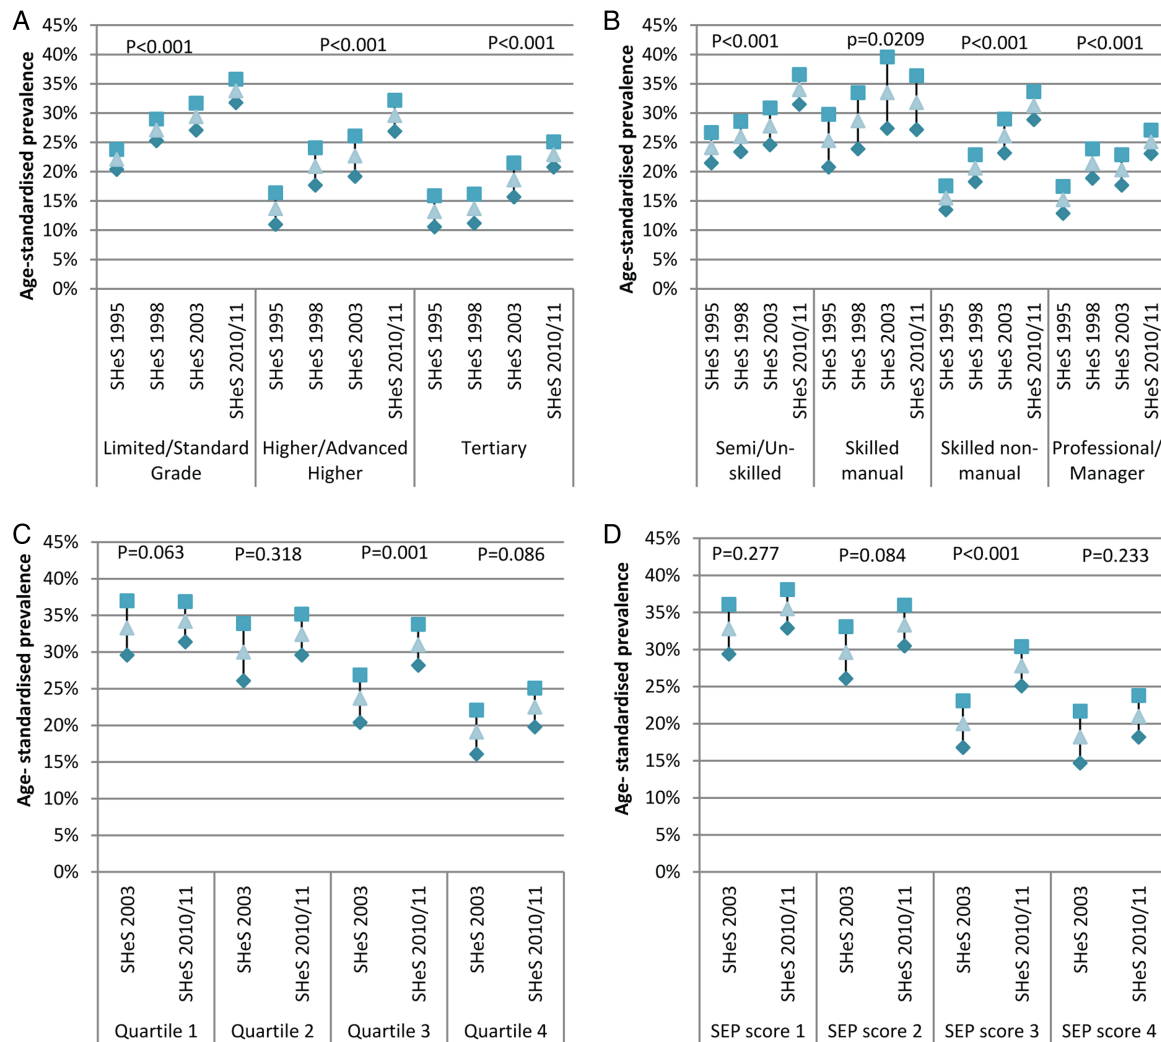 A
Age-standardised prevalence
45%
40%
35%
30%
25%
20%
15%
10%
5%
0%
P<0.001
P<0.001
P<0.001
SHeS 1995
SHeS 1998
SHeS 2003
SHeS 2010/11
SHeS 1995
SHeS 1998
SHeS 2003
SHeS 2010/11
SHeS 1995
SHeS 1998
SHeS 2003
SHeS 2010/11
Limited/Standard
Grade
Higher/Advanced
Higher
Tertiary
B
Age-standardised prevalence
45%
40%
35%
30%
25%
20%
15%
10%
5%
0%
P<0.001
p=0.0209
P<0.001
P<0.001
SHeS 1995
SHeS 1998
SHeS 2003
SHeS 2010/11
SHeS 1995
SHeS 1998
SHeS 2003
SHeS 2010/11
SHeS 1995
SHeS 1998
SHeS 2003
SHeS 2010/11
SHeS 1995
SHeS 1998
SHeS 2003
SHeS 2010/11
Semi/Un-
skilled
Skilled
manual
Skilled non-
manual
Professional/
Manager
C
Age- standardised prevalence
45%
40%
35%
30%
25%
20%
15%
10%
5%
0%
P=0.063
P=0.318
P=0.001
P=0.086
SHeS 2003
SHeS 2010/11
SHeS 2003
SHeS 2010/11
SHeS 2003
SHeS 2010/11
SHeS 2003
SHeS 2010/11
Quartile 1
Quartile 2
Quartile 3
Quartile 4
D
Age- standardised prevalence
45%
40%
35%
30%
25%
20%
15%
10%
5%
0%
P=0.277
P=0.084
P<0.001
P=0.233
SHeS 2003
SHeS 2010/11
SHeS 2003
SHeS 2010/11
SHeS 2003
SHeS 2010/11
SHeS 2003
SHeS 2010/11
SEP score 1
SEP score 2
SEP score 3
SEP score 4